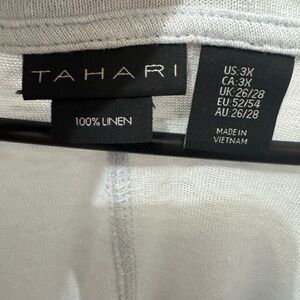 TAHARI
100% LINEN
US: 3X
CA: 3X
UK: 26/28
EU: 52/54
AU: 26/28
MADE IN
VIETNAM